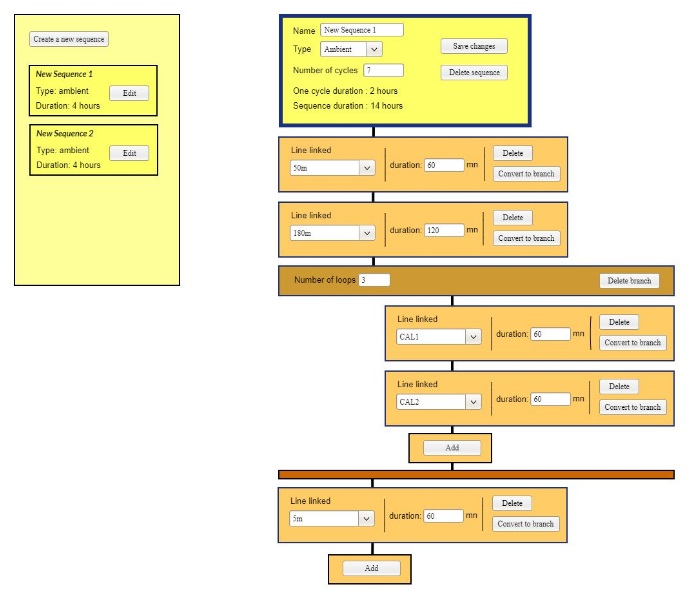 Create a new sequence
New Sequence 1
Type: ambient
Edit
Duration: 4 hours
New Sequence 2
Type: ambient
Edit
Duration: 4 hours
Name New Sequence 1
Type Ambient
Save changes
Number of cycles 7
Delete sequence
One cycle duration : 2 hours
Sequence duration : 14 hours
Line linked
50m
duration: 60 mn
Delete
Convert to branch
Line linked
180m
duration: 120 mn
Delete
Convert to branch
Number of loops 3
Delete branch
Line linked
CAL1
duration: 60 mn
Delete
Convert to branch
Line linked
CAL2
duration: 60 mn
Delete
Convert to branch
Add
Line linked
5m
duration: 60 mn
Delete
Convert to branch
Add